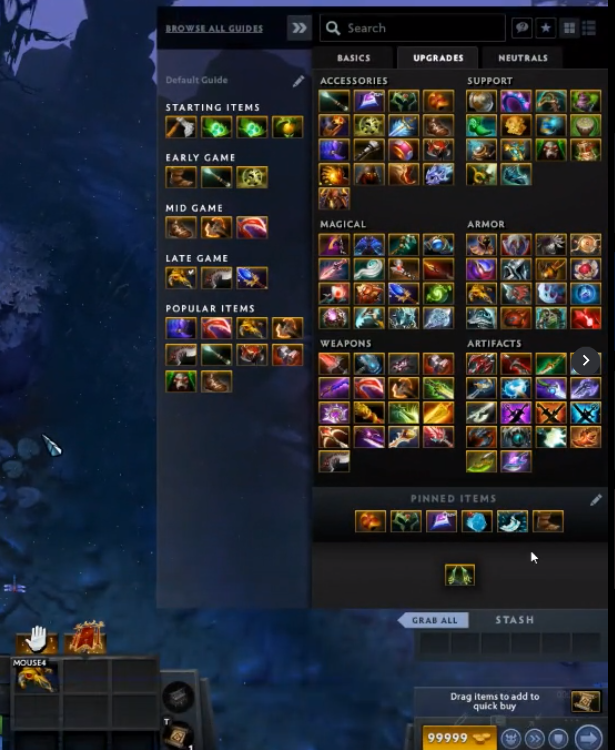 BROWSE ALL GUIDES
Search
BASICS
UPGRADES
NEUTRALS
Default Guide
STARTING ITEMS
EARLY GAME
MID GAME
LATE GAME
POPULAR ITEMS
ACCESSORIES
SUPPORT
MAGICAL
ARMOR
WEAPONS
ARTIFACTS
PINNED ITEMS
GRAB ALL
STASH
MOUSE4
T
1
Drag items to add to
quick buy
99999